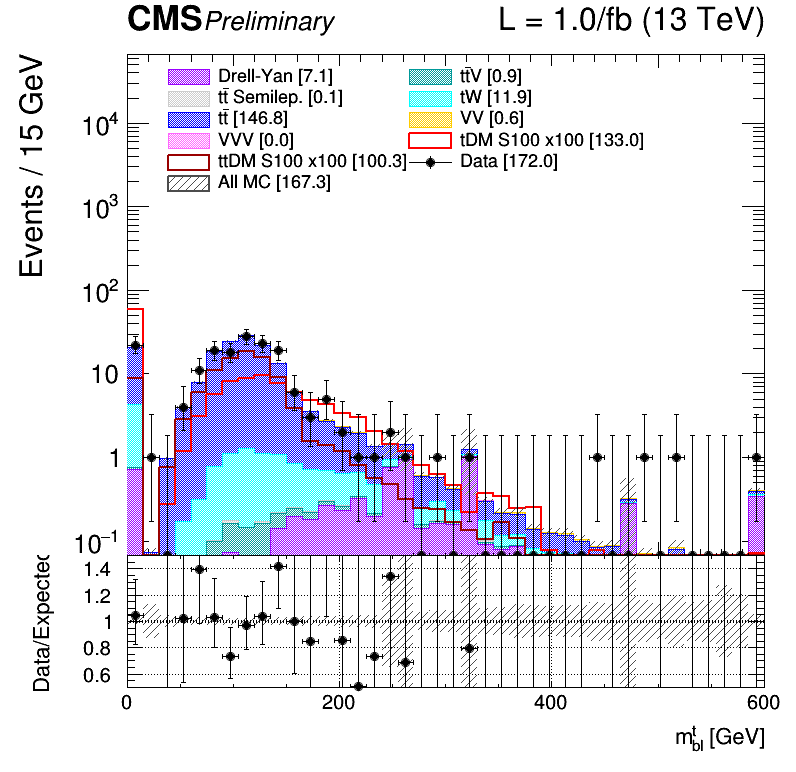 CMS Preliminary L = 1.0/fb (13 TeV)
Events / 15 GeV
Drell-Yan [7.1] tt̄V [0.9]
tt̄ Semilep. [0.1] tW [11.9]
tt̄ [146.8] VV [0.6]
VVV [0.0] tDM S100 x100 [133.0]
ttDM S100 x100 [100.3] Data [172.0]
All MC [167.3]
10⁴
10³
10²
10
1
10⁻¹
Data/Expected
1.4
1.2
1
0.8
0.6
0 200 400 600
m^t_bl [GeV]